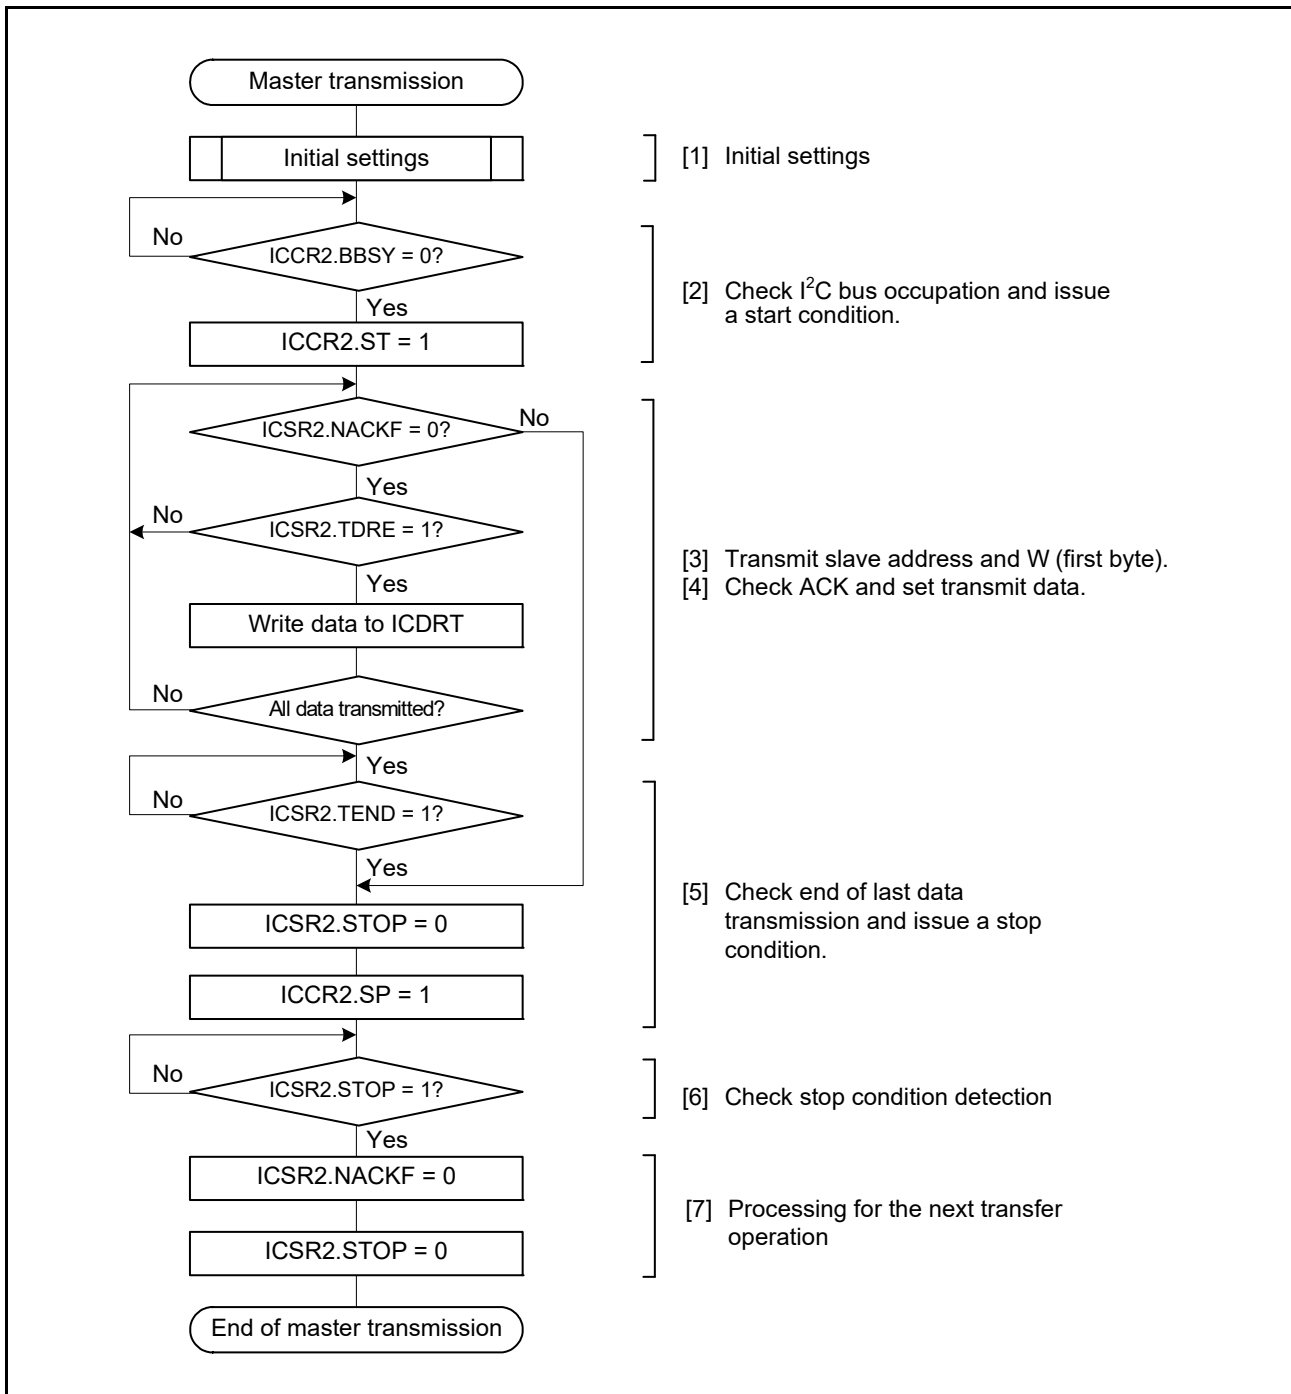 Master transmission
Initial settings
[1] Initial settings
No
ICCR2.BBSY = 0?
Yes
[2] Check I²C bus occupation and issue
a start condition.
ICCR2.ST = 1
No
ICSR2.NACKF = 0?
Yes
No
ICSR2.TDRE = 1?
Yes
[3] Transmit slave address and W (first byte).
[4] Check ACK and set transmit data.
Write data to ICDRT
No
All data transmitted?
Yes
No
ICSR2.TEND = 1?
Yes
[5] Check end of last data
transmission and issue a stop
condition.
ICSR2.STOP = 0
ICCR2.SP = 1
No
ICSR2.STOP = 1?
[6] Check stop condition detection
Yes
ICSR2.NACKF = 0
[7] Processing for the next transfer
operation
ICSR2.STOP = 0
End of master transmission